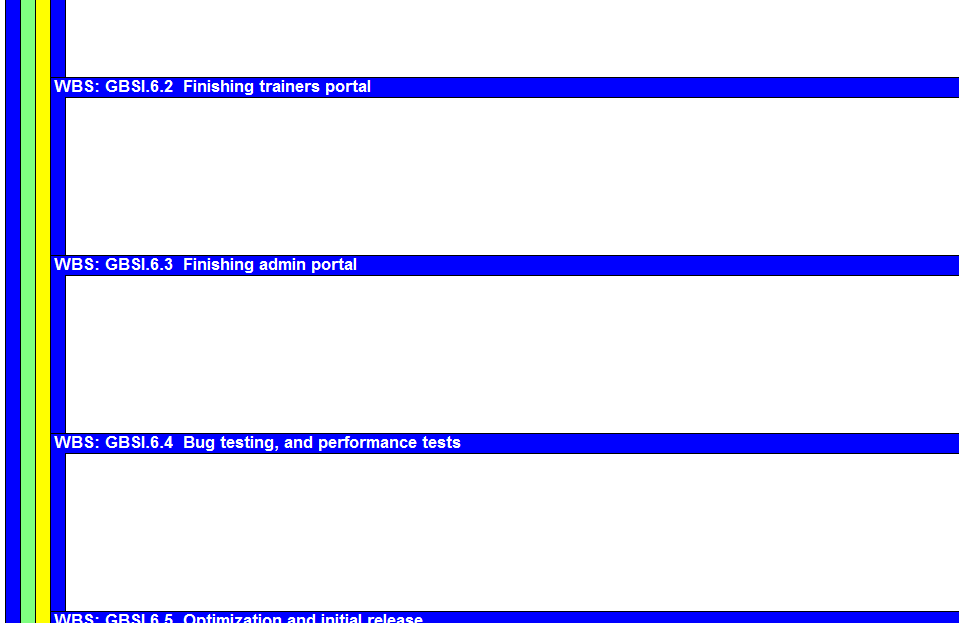 WBS: GBSI.6.2 Finishing trainers portal
WBS: GBSI.6.3 Finishing admin portal
WBS: GBSI.6.4 Bug testing, and performance tests
WBS: GBSI.6.5 Optimization and initial release